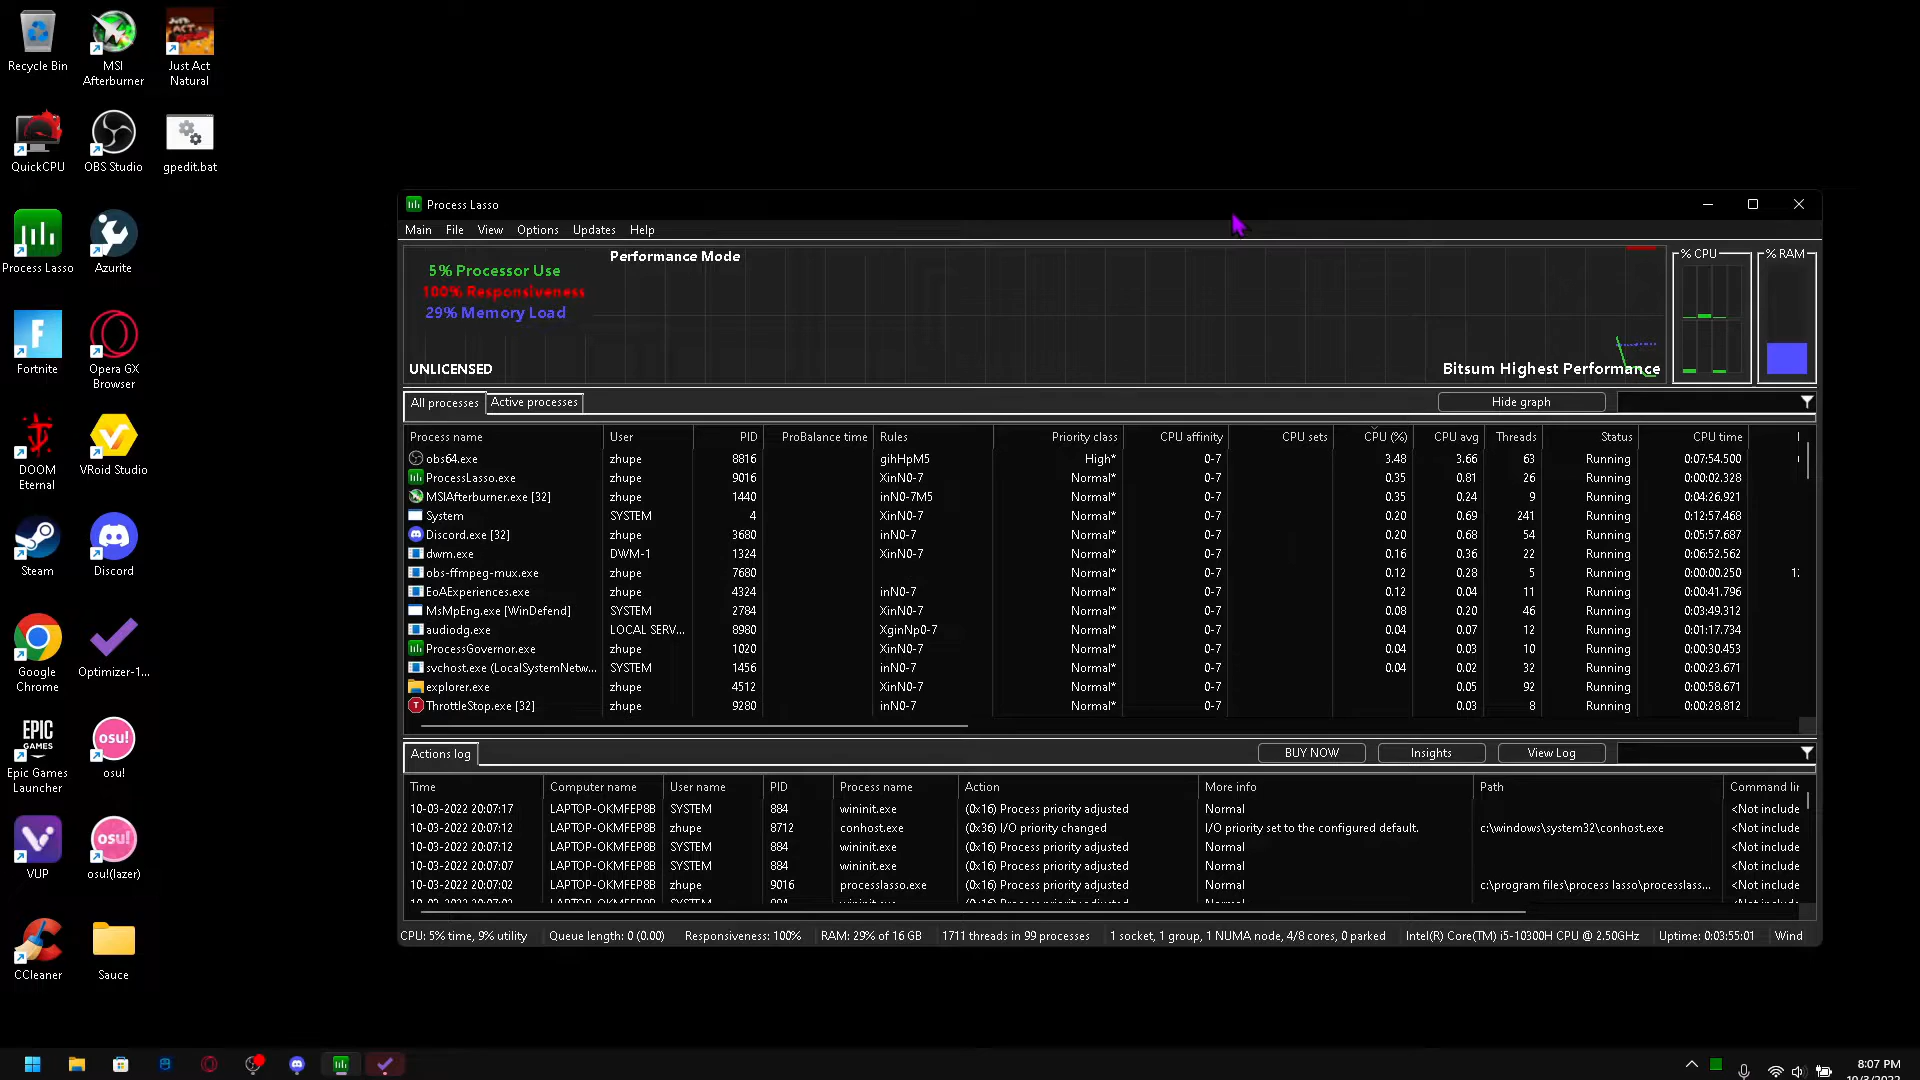 Recycle Bin
MSI Afterburner
Just Act Natural
QuickCPU
OBS Studio
gpedit.bat
Process Lasso
Azurite
Fortnite
Opera GX Browser
DOOM Eternal
VRoid Studio
Steam
Discord
Google Chrome
Optimizer-1...
EPIC GAMES
Epic Games Launcher
osu!
osu!
VUP
osu!
osu!(lazer)
CCleaner
Sauce
Process Lasso
Main File View Options Updates Help
Performance Mode
5% Processor Use
100% Responsiveness
29% Memory Load
UNLICENSED
Bitsum Highest Performance
% CPU
% RAM
All processes Active processes Hide graph
Process name User PID ProBalance time Rules Priority class CPU affinity CPU sets CPU (%) CPU avg Threads Status CPU time
obs64.exe zhupe 8816 gihHpM5 High* 0-7 3.48 3.66 63 Running 0:07:54.500
ProcessLasso.exe zhupe 9016 XinN0-7 Normal* 0-7 0.35 0.81 26 Running 0:00:02.328
MSIAfterburner.exe [32] zhupe 1440 inN0-7M5 Normal* 0-7 0.35 0.24 9 Running 0:04:26.921
System SYSTEM 4 XinN0-7 Normal* 0-7 0.20 0.69 241 Running 0:12:57.468
Discord.exe [32] zhupe 3680 inN0-7 Normal* 0-7 0.20 0.68 54 Running 0:05:57.687
dwm.exe DWM-1 1324 XinN0-7 Normal* 0-7 0.16 0.36 22 Running 0:06:52.562
obs-ffmpeg-mux.exe zhupe 7680 Normal* 0-7 0.12 0.28 5 Running 0:00:00.250
EoAExperiences.exe zhupe 4324 inN0-7 Normal* 0-7 0.12 0.04 11 Running 0:00:41.796
MsMpEng.exe [WinDefend] SYSTEM 2784 XinN0-7 Normal* 0-7 0.08 0.20 46 Running 0:03:49.312
audiodg.exe LOCAL SERV... 8980 XginNp0-7 Normal* 0-7 0.04 0.07 12 Running 0:01:17.734
ProcessGovernor.exe zhupe 1020 XinN0-7 Normal* 0-7 0.04 0.03 10 Running 0:00:30.453
svchost.exe (LocalSystemNetw... SYSTEM 1456 inN0-7 Normal* 0-7 0.04 0.02 32 Running 0:00:23.671
explorer.exe zhupe 4512 XinN0-7 Normal* 0-7 0.05 92 Running 0:00:58.671
ThrottleStop.exe [32] zhupe 9280 inN0-7 Normal* 0-7 0.03 8 Running 0:00:28.812
Actions log BUY NOW Insights View Log
Time Computer name User name PID Process name Action More info Path Command lir
10-03-2022 20:07:17 LAPTOP-OKMFEP8B SYSTEM 884 wininit.exe (0x16) Process priority adjusted Normal <Not include
10-03-2022 20:07:12 LAPTOP-OKMFEP8B zhupe 8712 conhost.exe (0x36) I/O priority changed I/O priority set to the configured default. c:\windows\system32\conhost.exe <Not include
10-03-2022 20:07:12 LAPTOP-OKMFEP8B SYSTEM 884 wininit.exe (0x16) Process priority adjusted Normal <Not include
10-03-2022 20:07:07 LAPTOP-OKMFEP8B SYSTEM 884 wininit.exe (0x16) Process priority adjusted Normal <Not include
10-03-2022 20:07:02 LAPTOP-OKMFEP8B zhupe 9016 processlasso.exe (0x16) Process priority adjusted Normal c:\program files\process lasso\processlass... <Not include
CPU: 5% time, 9% utility Queue length: 0 (0.00) Responsiveness: 100% RAM: 29% of 16 GB 1711 threads in 99 processes 1 socket, 1 group, 1 NUMA node, 4/8 cores, 0 parked Intel(R) Core(TM) i5-10300H CPU @ 2.50GHz Uptime: 0:03:55:01 Wind
8:07 PM